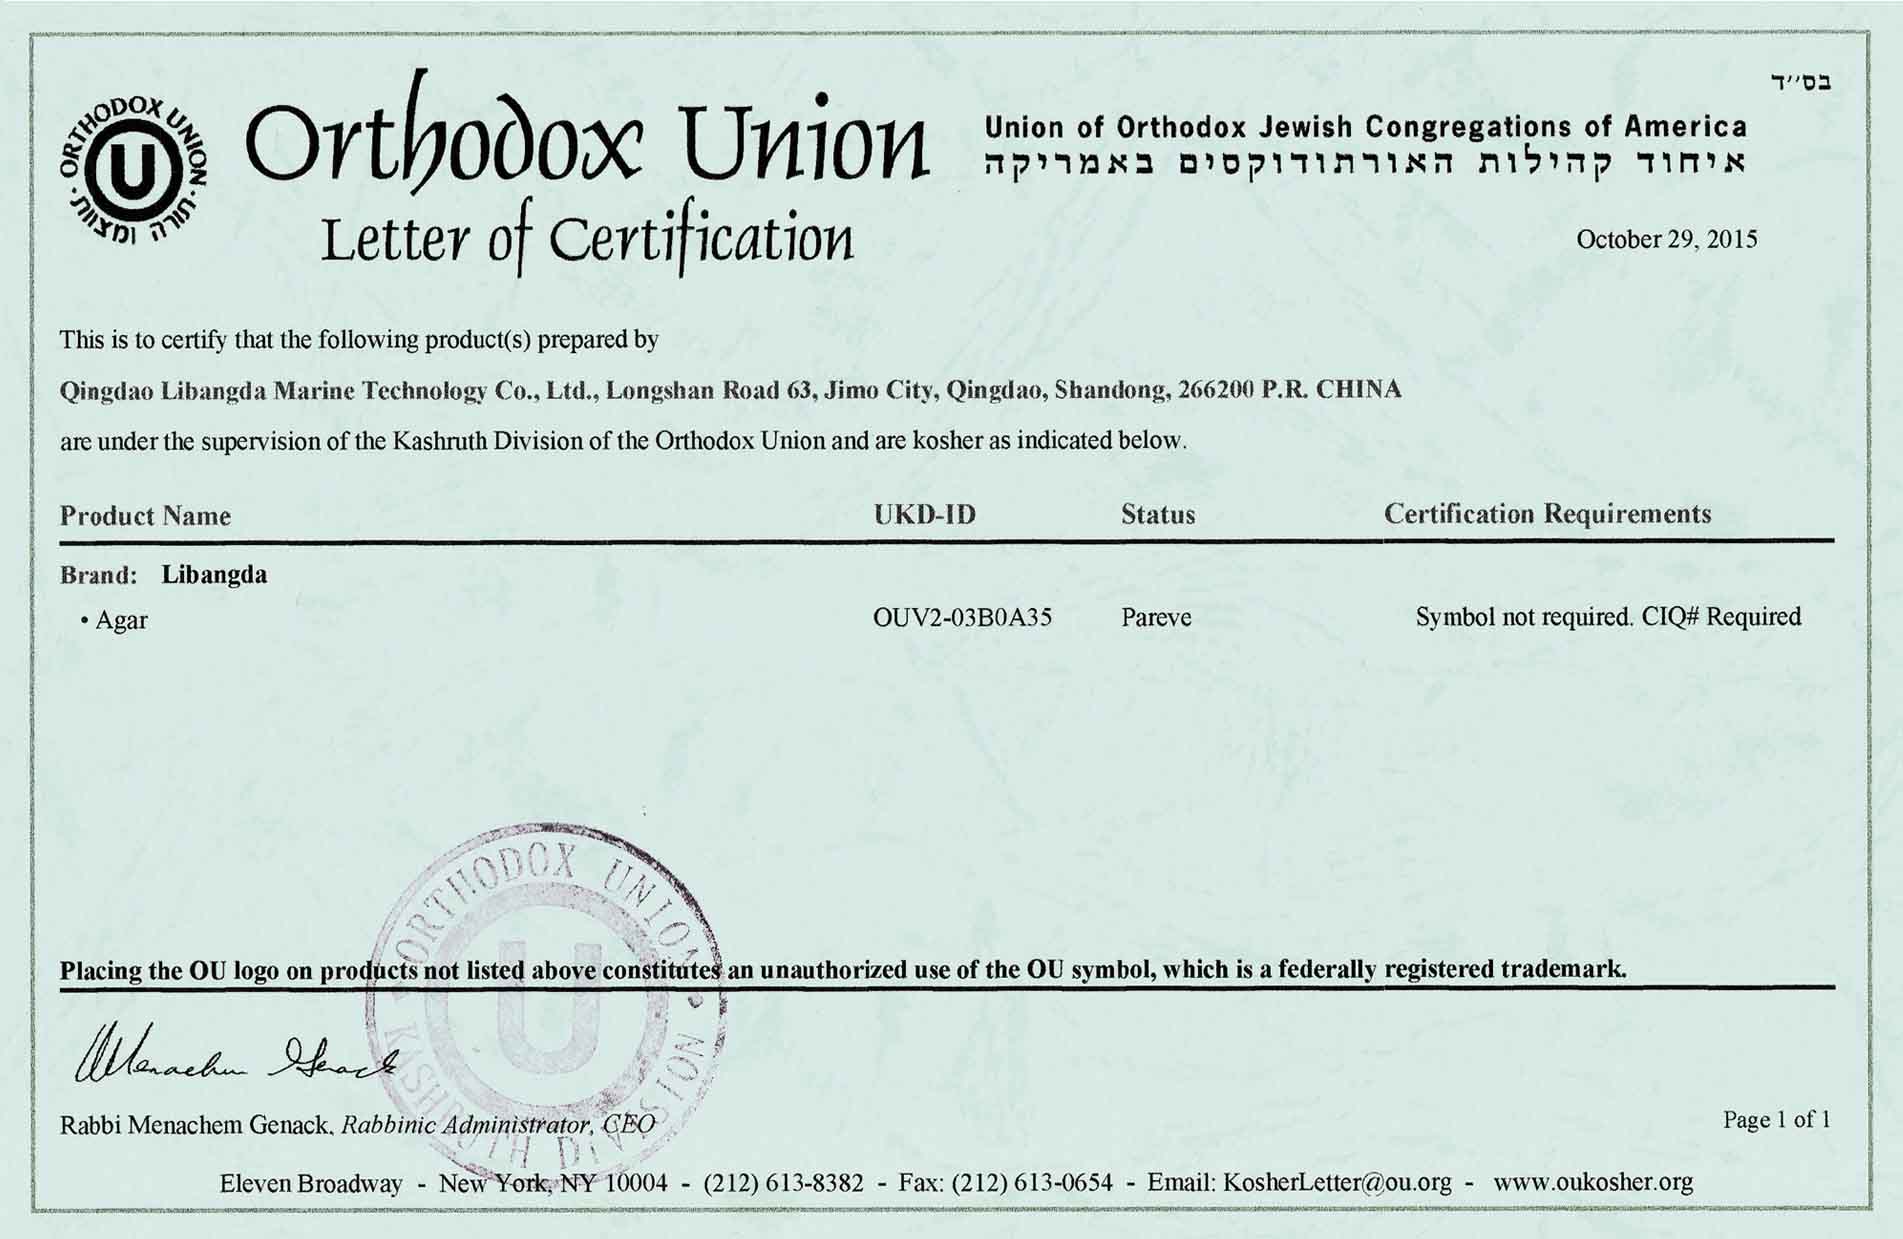 בס״ד
ORTHODOX UNION
U
תורה ומצוות
Orthodox Union
Letter of Certification
Union of Orthodox Jewish Congregations of America
איחוד קהילות האורתודוקסים באמריקה
October 29, 2015
This is to certify that the following product(s) prepared by
Qingdao Libangda Marine Technology Co., Ltd., Longshan Road 63, Jimo City, Qingdao, Shandong, 266200 P.R. CHINA
are under the supervision of the Kashruth Division of the Orthodox Union and are kosher as indicated below.
Product Name UKD-ID Status Certification Requirements
Brand: Libangda
• Agar OUV2-03B0A35 Pareve Symbol not required. CIQ# Required
ORTHODOX UNION
U
KASHRUTH DIVISION
Placing the OU logo on products not listed above constitutes an unauthorized use of the OU symbol, which is a federally registered trademark.
Menachem Genack
Rabbi Menachem Genack, Rabbinic Administrator, CEO
Page 1 of 1
Eleven Broadway - New York, NY 10004 - (212) 613-8382 - Fax: (212) 613-0654 - Email: KosherLetter@ou.org - www.oukosher.org